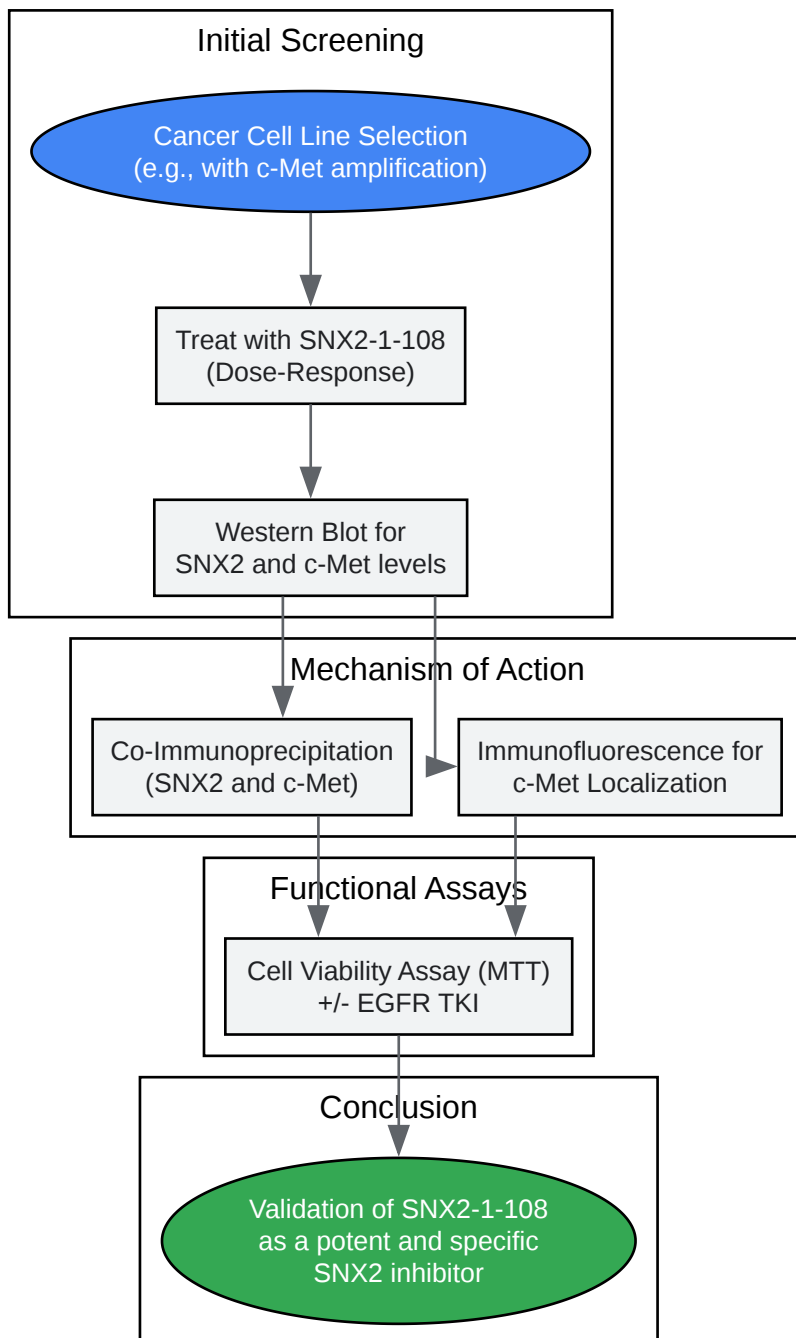 Initial Screening
Cancer Cell Line Selection
(e.g., with c-Met amplification)
Treat with SNX2-1-108
(Dose-Response)
Western Blot for
SNX2 and c-Met levels
Mechanism of Action
Co-Immunoprecipitation
(SNX2 and c-Met)
Immunofluorescence for
c-Met Localization
Functional Assays
Cell Viability Assay (MTT)
+/- EGFR TKI
Conclusion
Validation of SNX2-1-108
as a potent and specific
SNX2 inhibitor